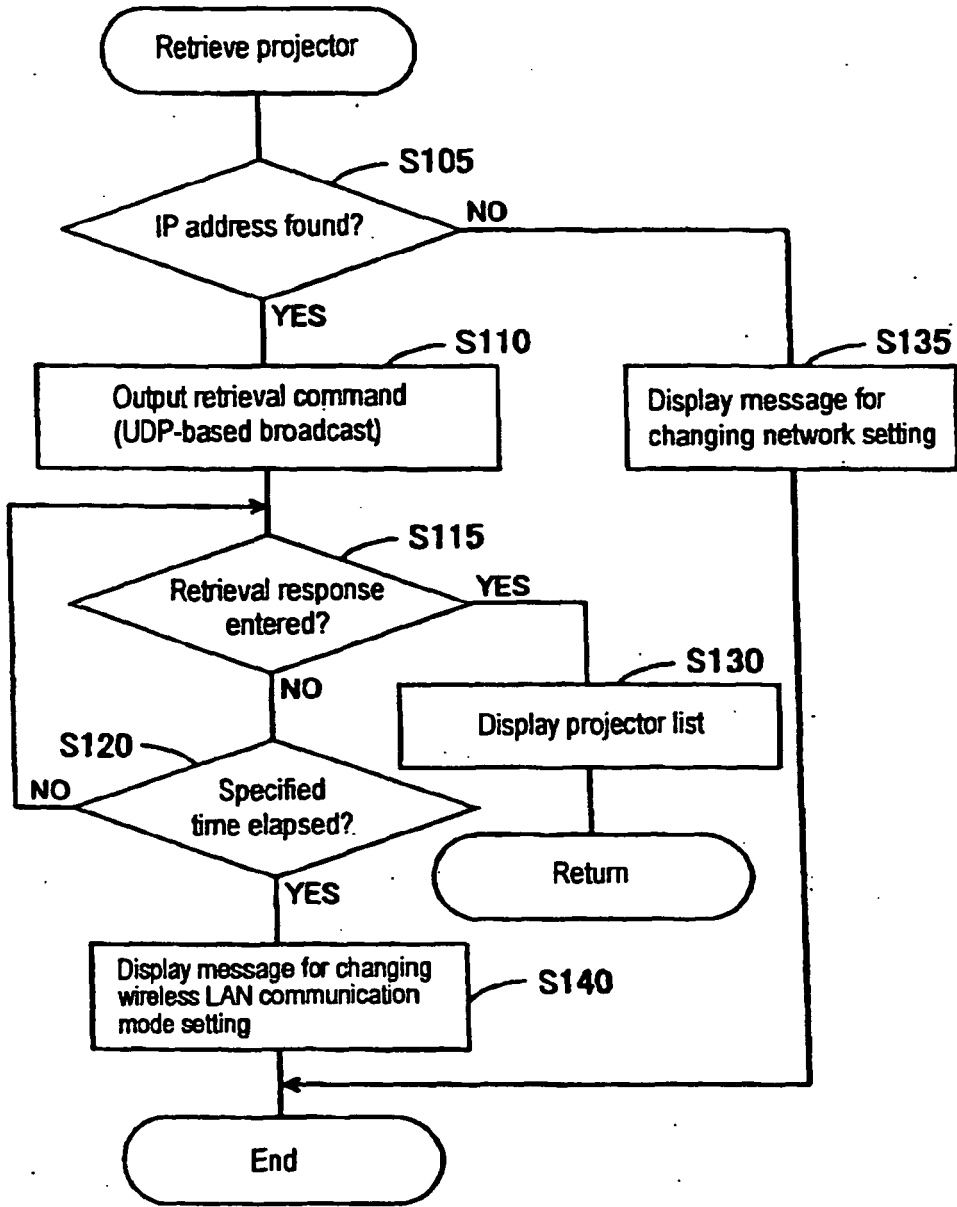 Retrieve projector
S105
IP address found?
NO
YES
S110
S135
Output retrieval command
(UDP-based broadcast)
Display message for
changing network setting
S115
Retrieval response
entered?
YES
NO
S130
Display projector list
S120
NO
Specified
time elapsed?
YES
Return
Display message for changing
wireless LAN communication
mode setting
S140
End